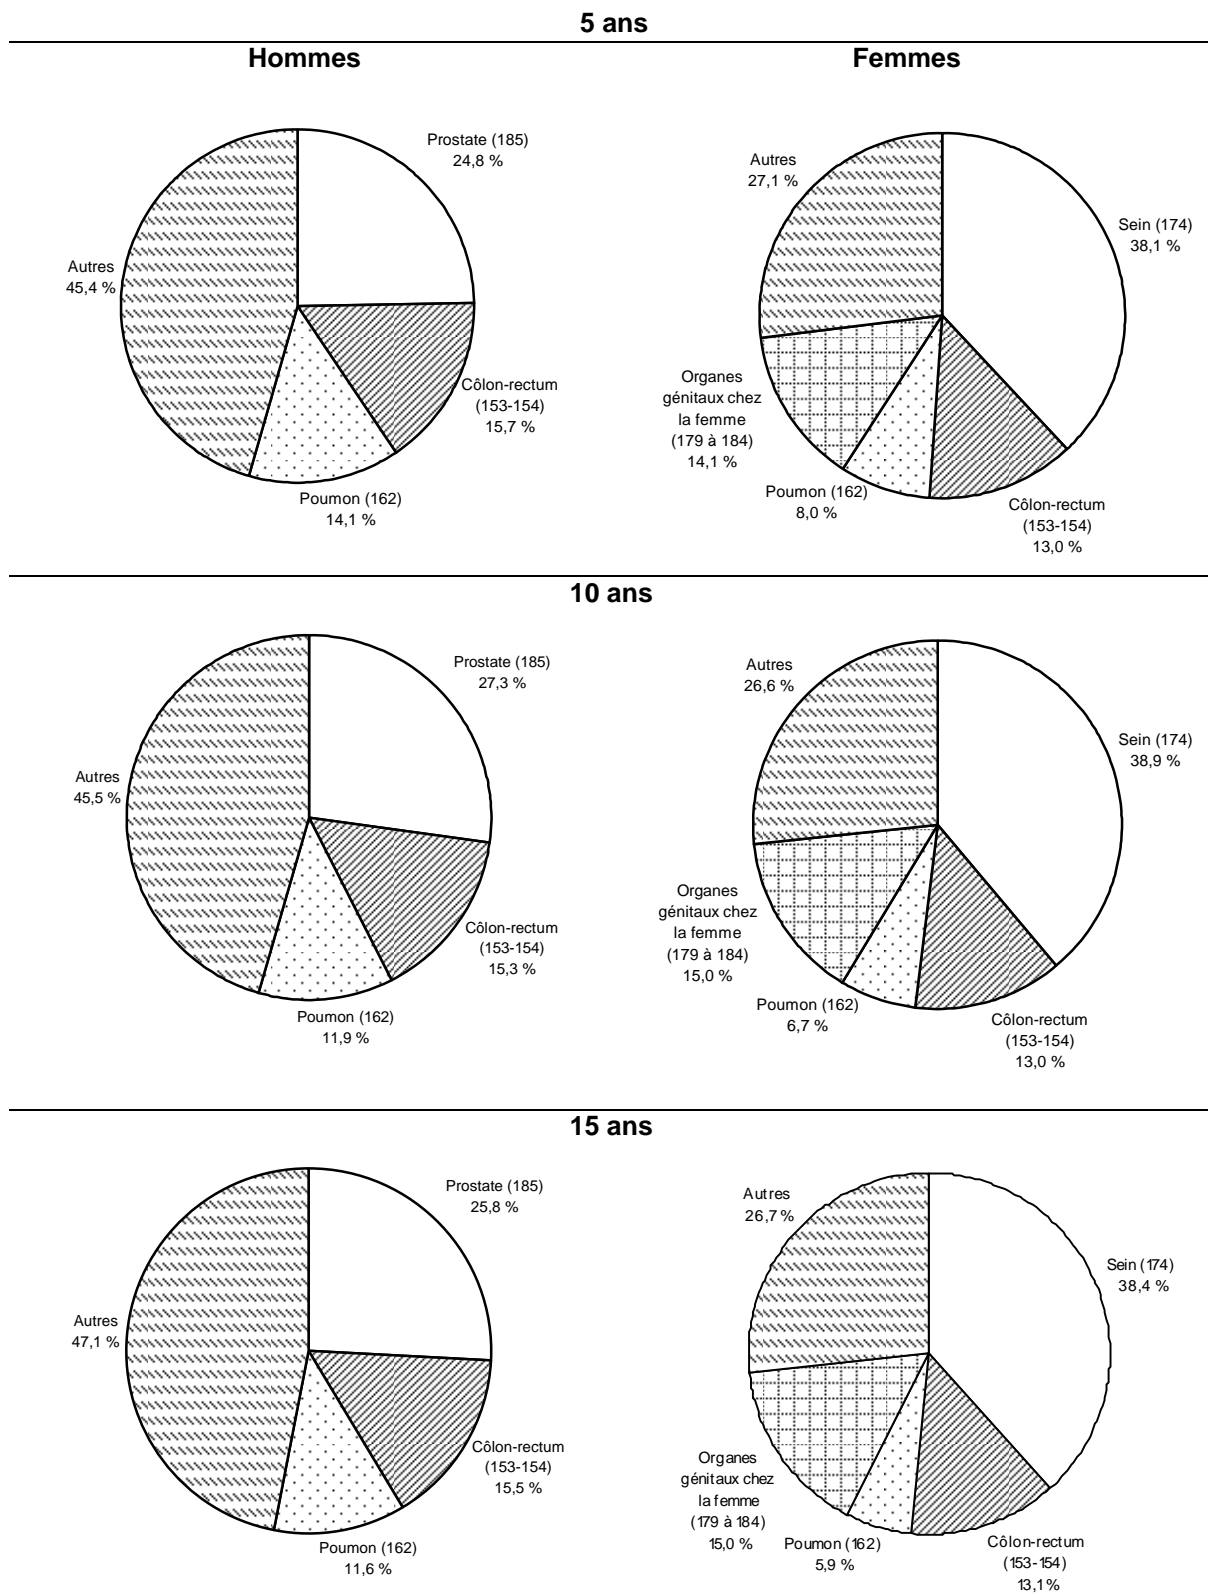 5 ans
Hommes
Femmes
Prostate (185)
24,8 %
Autres
45,4 %
Côlon-rectum
(153-154)
15,7 %
Poumon (162)
14,1 %
Autres
27,1 %
Sein (174)
38,1 %
Organes
génitaux chez
la femme
(179 à 184)
14,1 %
Poumon (162)
8,0 %
Côlon-rectum
(153-154)
13,0 %
10 ans
Prostate (185)
27,3 %
Autres
45,5 %
Côlon-rectum
(153-154)
15,3 %
Poumon (162)
11,9 %
Autres
26,6 %
Sein (174)
38,9 %
Organes
génitaux chez
la femme
(179 à 184)
15,0 %
Poumon (162)
6,7 %
Côlon-rectum
(153-154)
13,0 %
15 ans
Prostate (185)
25,8 %
Autres
47,1 %
Côlon-rectum
(153-154)
15,5 %
Poumon (162)
11,6 %
Autres
26,7 %
Sein (174)
38,4 %
Organes
génitaux chez
la femme
(179 à 184)
15,0 %
Poumon (162)
5,9 %
Côlon-rectum
(153-154)
13,1 %